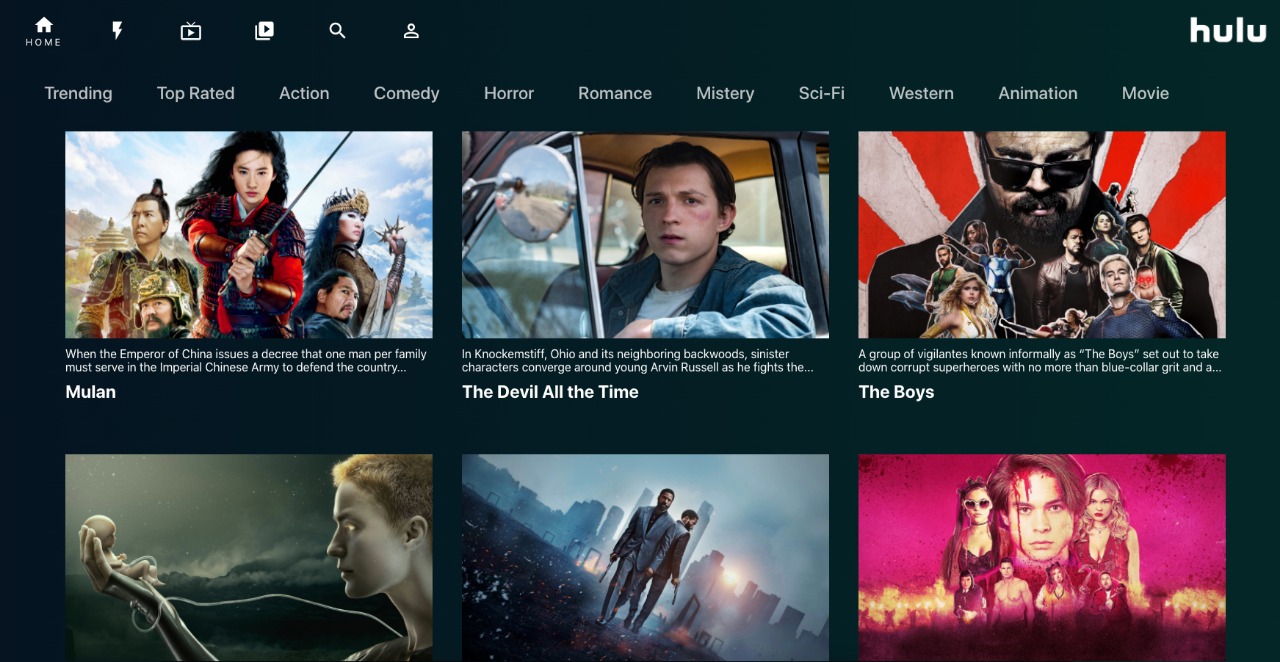 HOME
hulu
Trending Top Rated Action Comedy Horror Romance Mistery Sci-Fi Western Animation Movie
When the Emperor of China issues a decree that one man per family
must serve in the Imperial Chinese Army to defend the country...
Mulan
In Knockemstiff, Ohio and its neighboring backwoods, sinister
characters converge around young Arvin Russell as he fights the...
The Devil All the Time
A group of vigilantes known informally as “The Boys” set out to take
down corrupt superheroes with no more than blue-collar grit and a...
The Boys